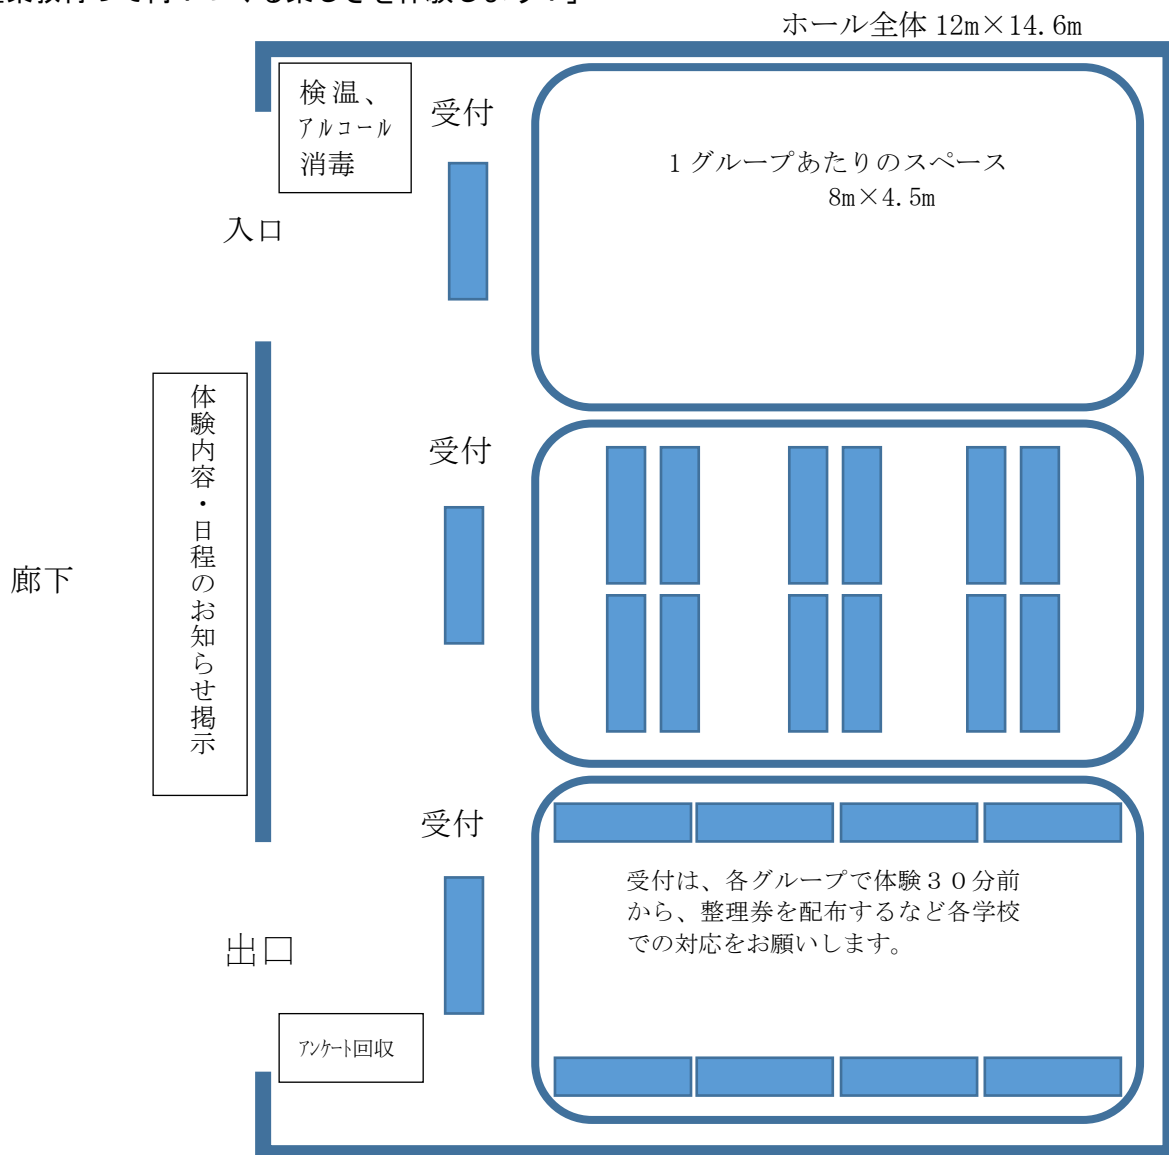 ホール全体 12m×14.6m
検温、
アルコール
消毒
受付
1グループあたりのスペース
8m×4.5m
入口
体験内容・日程のお知らせ掲示
受付
廊下
受付
受付は、各グループで体験３０分前
から、整理券を配布するなど各学校
での対応をお願いします。
出口
アンケート回収